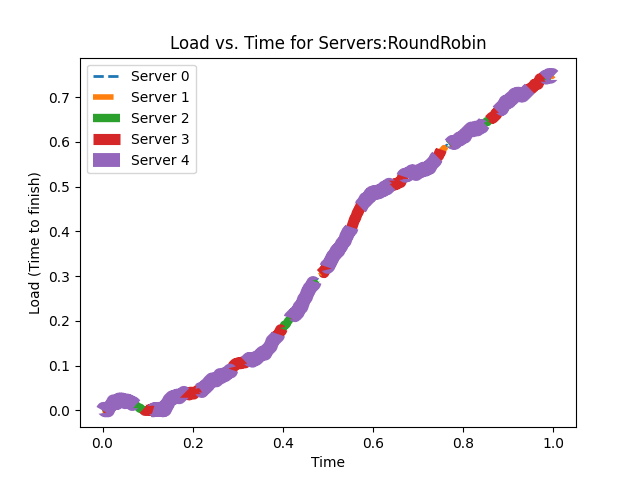 Load vs. Time for Servers:RoundRobin
Server 0
Server 1
Server 2
Server 3
Server 4
Load (Time to finish)
0.7
0.6
0.5
0.4
0.3
0.2
0.1
0.0
0.0 0.2 0.4 0.6 0.8 1.0
Time